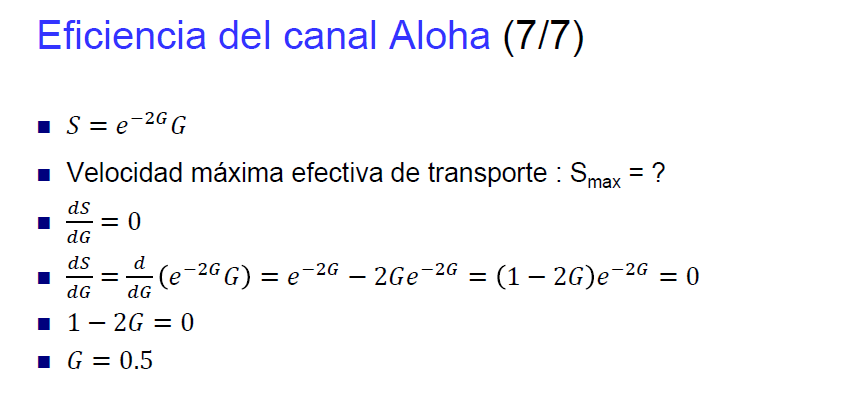 Eficiencia del canal Aloha (7/7)
■ $S = e^{-2G}G$
■ Velocidad máxima efectiva de transporte : S$_{max}$ = ?
■ $\frac{dS}{dG} = 0$
■ $\frac{dS}{dG} = \frac{d}{dG}(e^{-2G}G) = e^{-2G} - 2Ge^{-2G} = (1 - 2G)e^{-2G} = 0$
■ $1 - 2G = 0$
■ $G = 0.5$